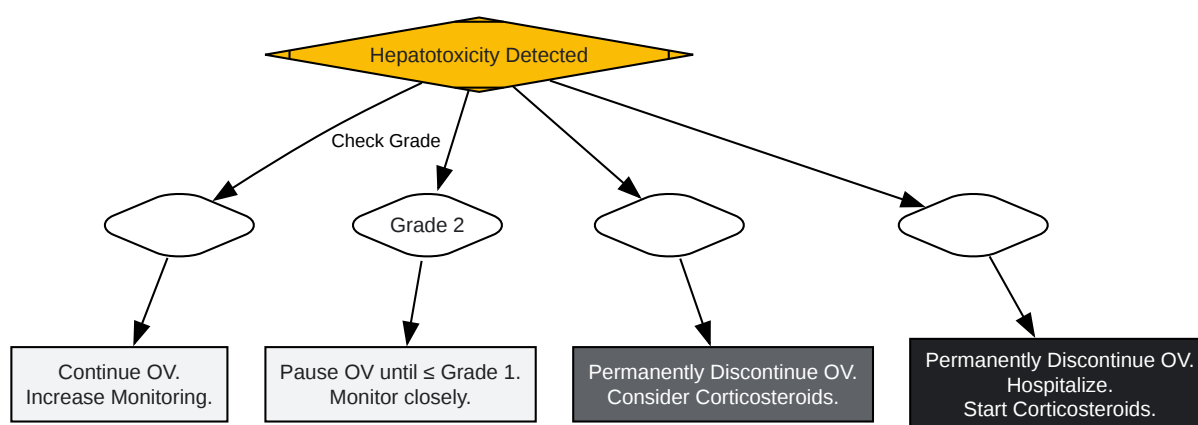 Hepatotoxicity Detected
Check Grade
Grade 2
Continue OV.
Increase Monitoring.
Pause OV until ≤ Grade 1.
Monitor closely.
Permanently Discontinue OV.
Consider Corticosteroids.
Permanently Discontinue OV.
Hospitalize.
Start Corticosteroids.